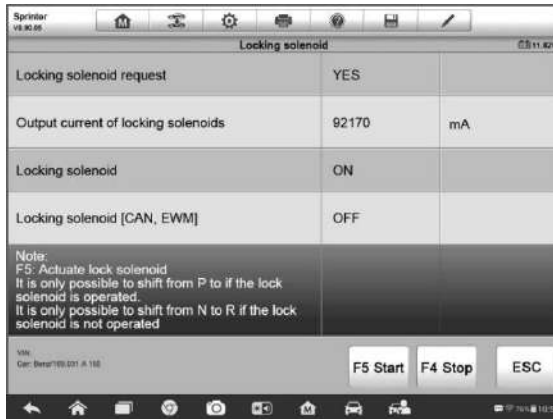 Sprinter
Locking solenoid
Locking solenoid request YES
Output current of locking solenoids 92170 mA
Locking solenoid ON
Locking solenoid [CAN, EWM] OFF
Note:
F5: Actuate lock solenoid
It is only possible to shift from P to if the lock
solenoid is operated.
It is only possible to shift from N to R if the lock
solenoid is not operated
VIN:
F5 Start F4 Stop ESC